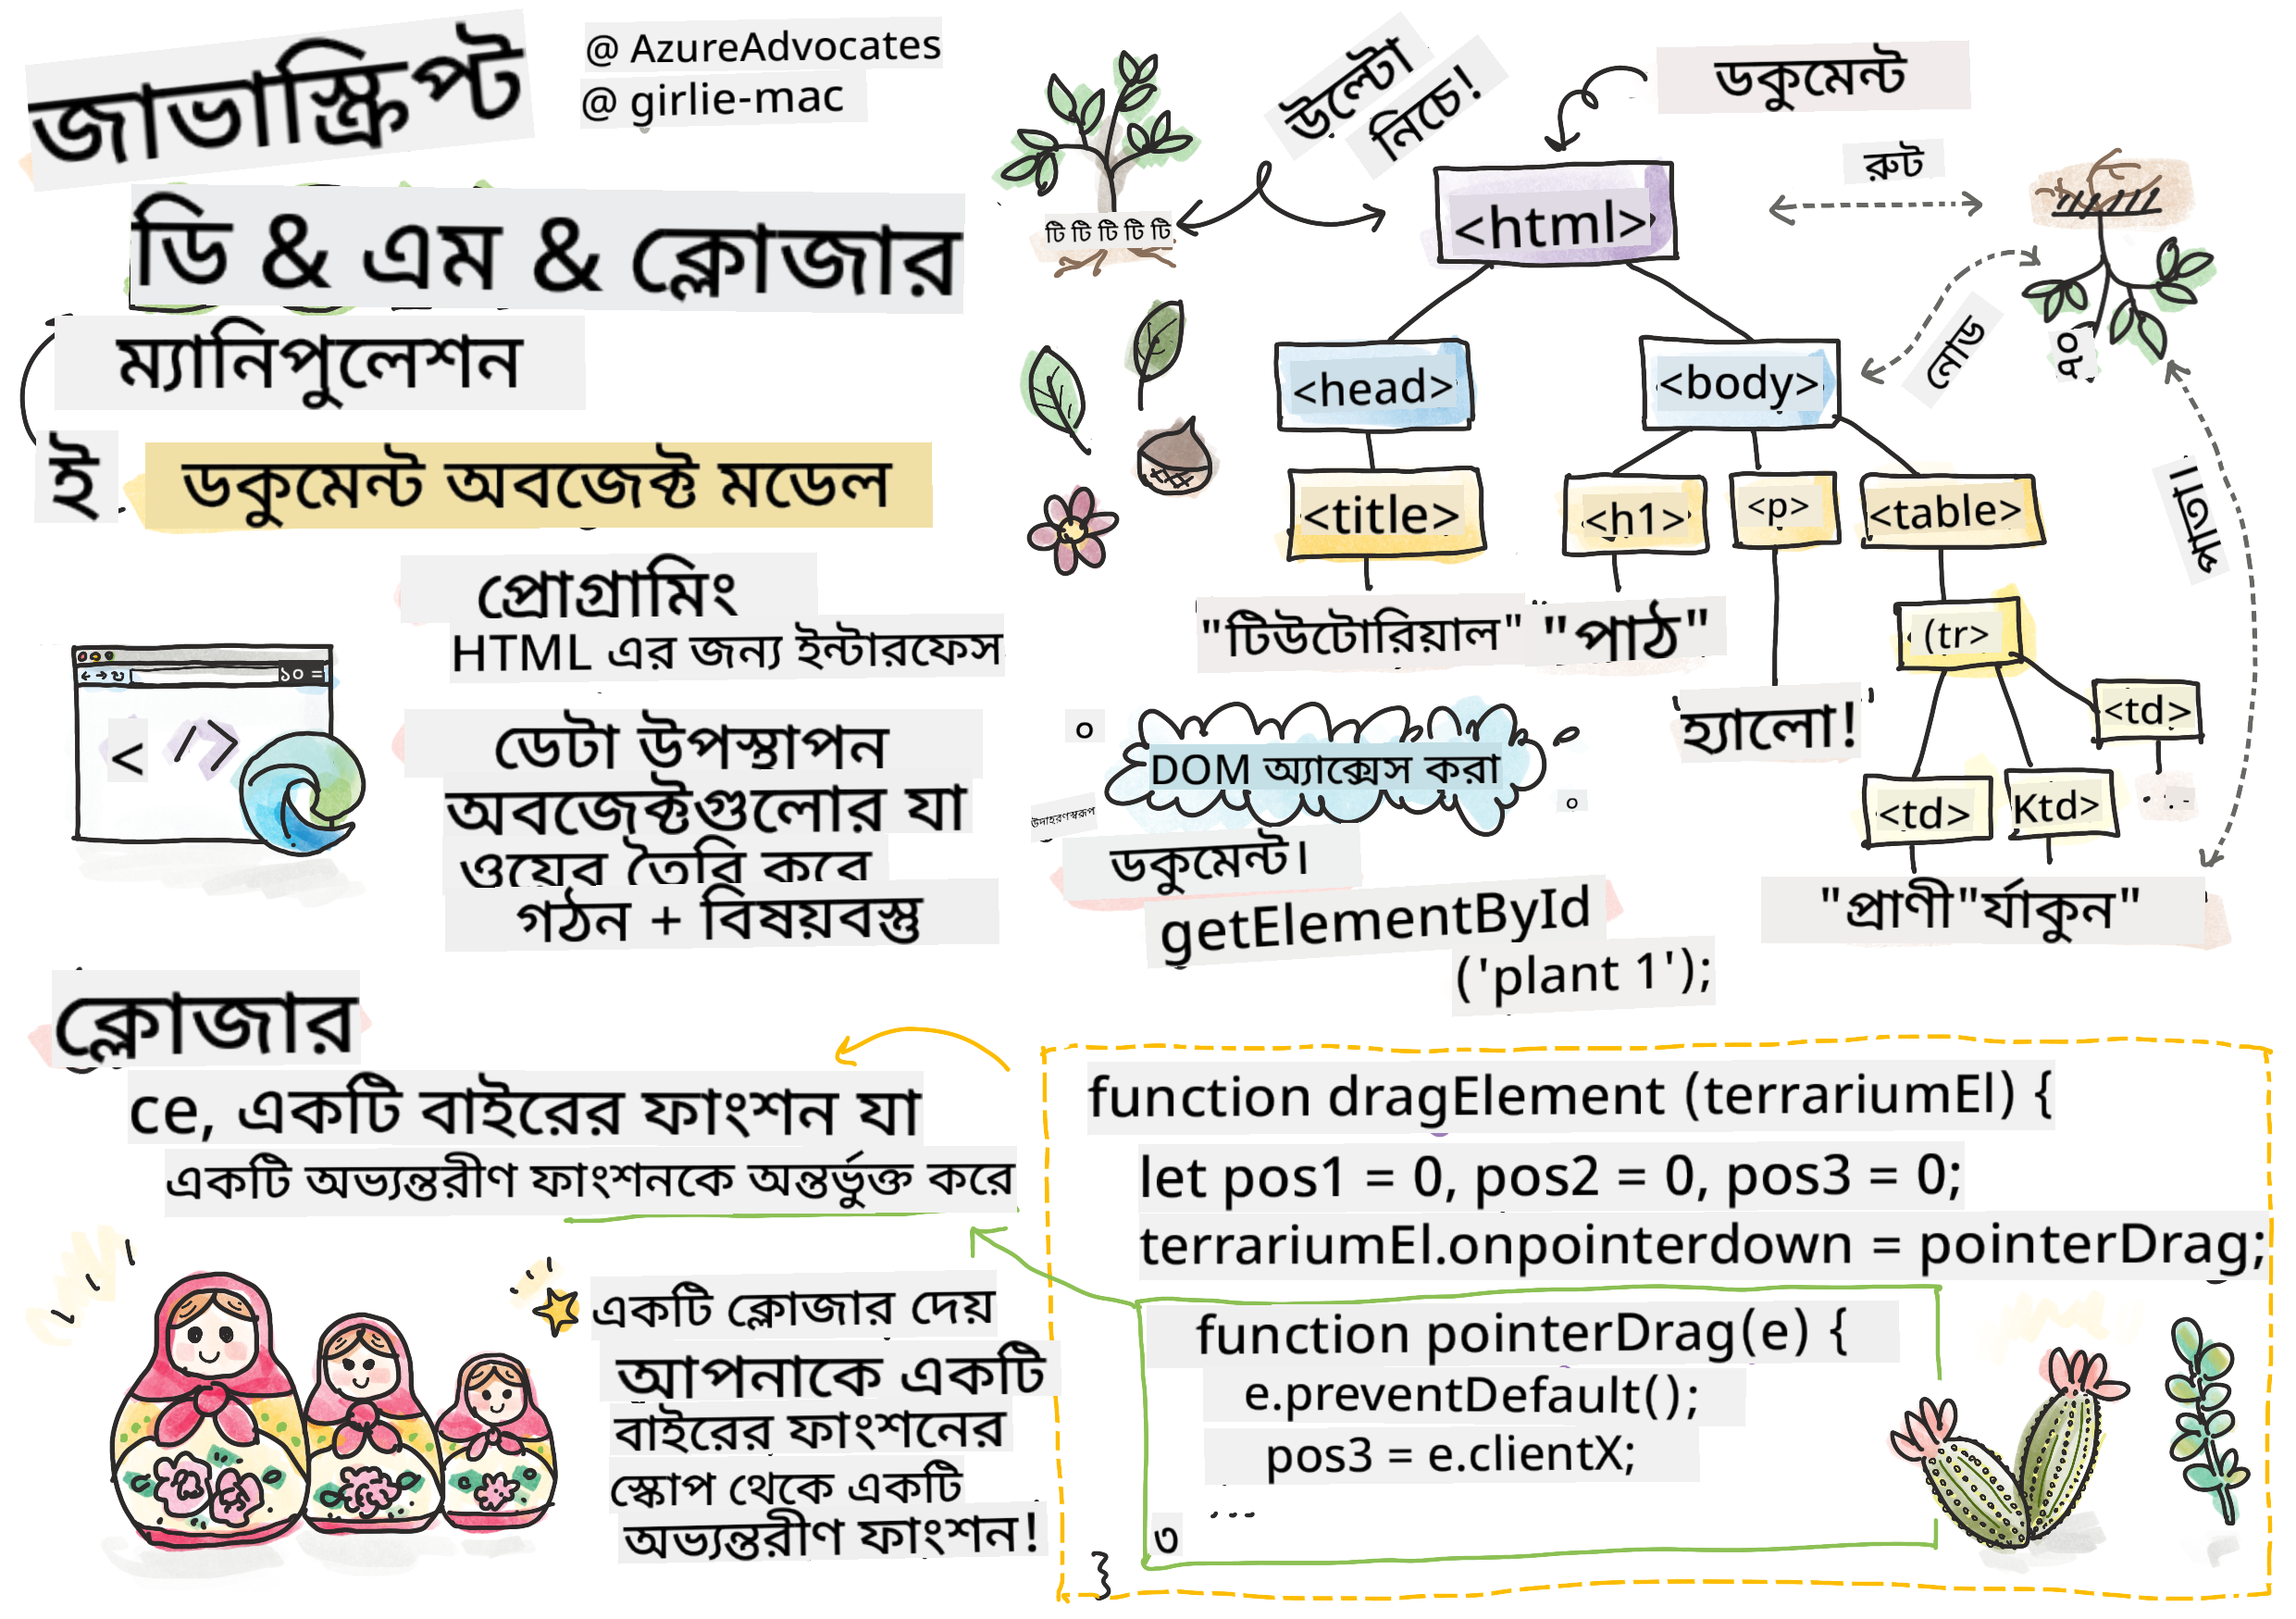 জাভাস্ক্রিপ্ট
@ AzureAdvocates
@ girlie-mac
ডি & এম & ক্লোজার
ম্যানিপুলেশন
ই ডকুমেন্ট অবজেক্ট মডেল
প্রোগ্রামিং
HTML এর জন্য ইন্টারফেস
১০ =
< />
ডেটা উপস্থাপন
অবজেক্টগুলোর যা
ওয়েব তৈরি করে
গঠন + বিষয়বস্তু
উল্টো
নিচে!
ডকুমেন্ট
রুট
টি টি টি টি টি
<html>
নোড
<head>
<body>
পাতা।
<title>
<h1>
<p>
<table>
"টিউটোরিয়াল"
"পাঠ"
(tr>
হ্যালো!
<td>
<td>
Ktd>
"প্রাণী"র্যাকুন"
০
DOM অ্যাক্সেস করা
০
উদাহরণস্বরূপ
ডকুমেন্ট।
getElementById
('plant 1');
ক্লোজার
ce, একটি বাইরের ফাংশন যা
একটি অভ্যন্তরীণ ফাংশনকে অন্তর্ভুক্ত করে
একটি ক্লোজার দেয়
আপনাকে একটি
বাইরের ফাংশনের
স্কোপ থেকে একটি
অভ্যন্তরীণ ফাংশন!
function dragElement (terrariumEl) {
let pos1 = 0, pos2 = 0, pos3 = 0;
terrariumEl.onpointerdown = pointerDrag;
function pointerDrag(e) {
e.preventDefault();
pos3 = e.clientX;
...
৩
}